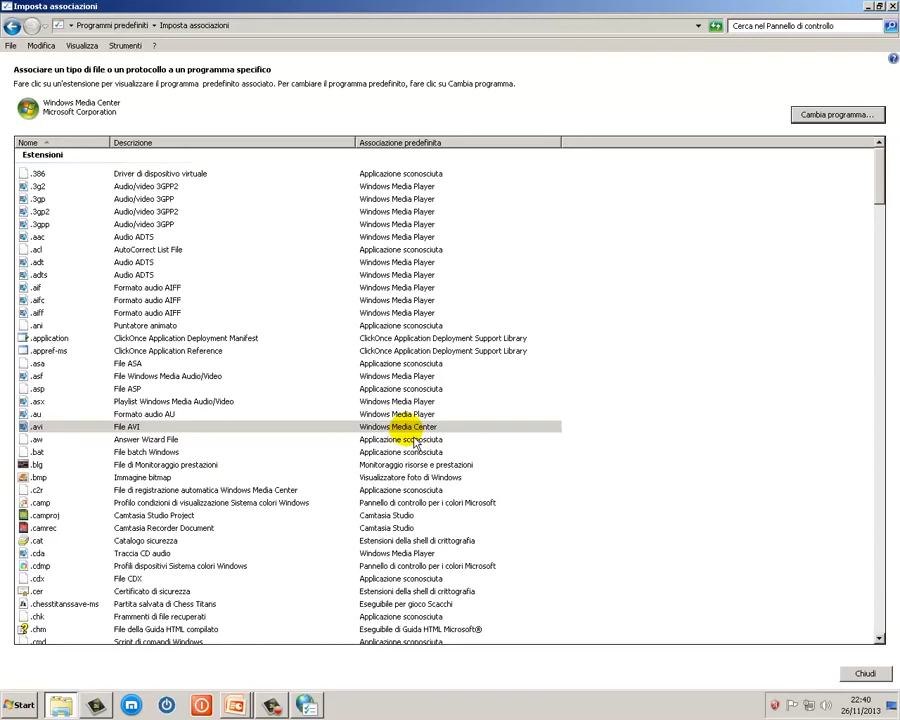 Imposta associazioni
Programmi predefiniti Imposta associazioni
Cerca nel Pannello di controllo
File Modifica Visualizza Strumenti ?
Associare un tipo di file o un protocollo a un programma specifico
Fare clic su un'estensione per visualizzare il programma predefinito associato. Per cambiare il programma predefinito, fare clic su Cambia programma.
Windows Media Center
Microsoft Corporation
Cambia programma...
Nome Descrizione Associazione predefinita
Estensioni
.386 Driver di dispositivo virtuale Applicazione sconosciuta
.3g2 Audio/video 3GPP2 Windows Media Player
.3gp Audio/video 3GPP Windows Media Player
.3gp2 Audio/video 3GPP2 Windows Media Player
.3gpp Audio/video 3GPP Windows Media Player
.aac Audio ADTS Windows Media Player
.acl AutoCorrect List File Applicazione sconosciuta
.adt Audio ADTS Windows Media Player
.adts Audio ADTS Windows Media Player
.aif Formato audio AIFF Windows Media Player
.aifc Formato audio AIFF Windows Media Player
.aiff Formato audio AIFF Windows Media Player
.ani Puntatore animato Applicazione sconosciuta
.application ClickOnce Application Deployment Manifest ClickOnce Application Deployment Support Library
.appref-ms ClickOnce Application Reference ClickOnce Application Deployment Support Library
.asa File ASA Applicazione sconosciuta
.asf File Windows Media Audio/Video Windows Media Player
.asp File ASP Applicazione sconosciuta
.asx Playlist Windows Media Audio/Video Windows Media Player
.au Formato audio AU Windows Media Player
.avi File AVI Windows Media Center
.aw Answer Wizard File Applicazione sconosciuta
.bat File batch Windows Applicazione sconosciuta
.blg File di Monitoraggio prestazioni Monitoraggio risorse e prestazioni
.bmp Immagine bitmap Visualizzatore foto di Windows
.c2r File di registrazione automatica Windows Media Center Applicazione sconosciuta
.camp Profilo condizioni di visualizzazione Sistema colori Windows Pannello di controllo per i colori Microsoft
.camproj Camtasia Studio Project Camtasia Studio
.camrec Camtasia Recorder Document Camtasia Studio
.cat Catalogo sicurezza Estensioni della shell di crittografia
.cda Traccia CD audio Windows Media Player
.cdmp Profili dispositivi Sistema colori Windows Pannello di controllo per i colori Microsoft
.cdx File CDX Applicazione sconosciuta
.cer Certificato di sicurezza Estensioni della shell di crittografia
.chesstitanssave-ms Partita salvata di Chess Titans Eseguibile per gioco Scacchi
.chk Frammenti di file recuperati Applicazione sconosciuta
.chm File della Guida HTML compilato Eseguibile di Guida HTML Microsoft®
.cmd Script di comandi Windows Applicazione sconosciuta
Chiudi
Start
22:40
26/11/2013